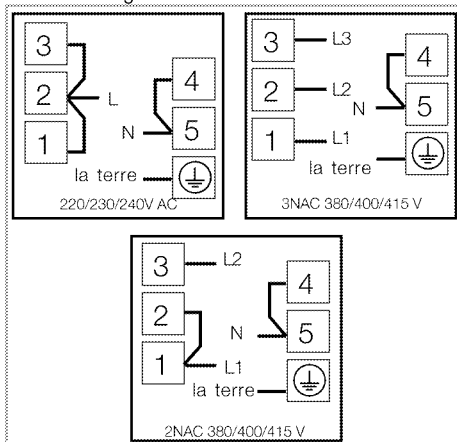 3
2
1
L
N
4
5
la terre
220/230/240V AC
3
2
1
L3
L2
L1
N
4
5
la terre
3NAC 380/400/415 V
3
2
1
L2
L1
N
4
5
la terre
2NAC 380/400/415 V